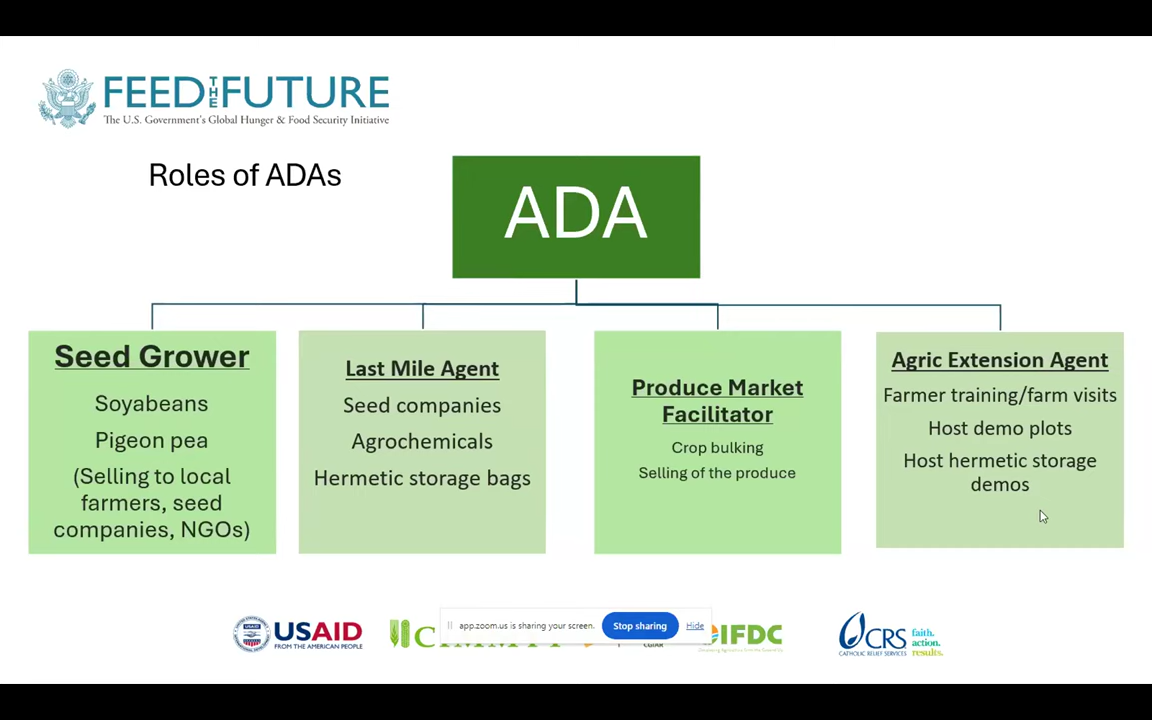 FEED THE FUTURE
The U.S. Government's Global Hunger & Food Security Initiative
Roles of ADAs
ADA
Seed Grower
Soyabeans
Pigeon pea
(Selling to local
farmers, seed
companies, NGOs)
Last Mile Agent
Seed companies
Agrochemicals
Hermetic storage bags
Produce Market
Facilitator
Crop bulking
Selling of the produce
Agric Extension Agent
Farmer training/farm visits
Host demo plots
Host hermetic storage
demos
USAID
FROM THE AMERICAN PEOPLE
app.zoom.us is sharing your screen.
Stop sharing
Hide
IFDC
CRS
CATHOLIC RELIEF SERVICES
faith.
action.
results.